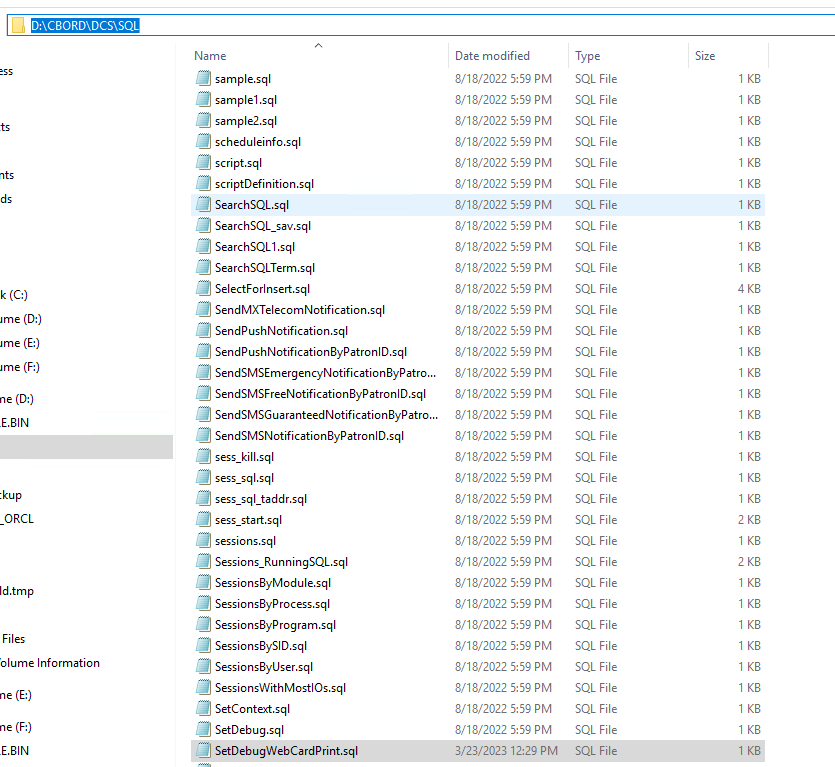 D:\CBORD\DCS\SQL
Name Date modified Type Size
ess
ts
nts
ds
k (C:)
ume (D:)
ume (E:)
ume (F:)
me (D:)
E.BIN
ckup
_ORCL
ld.tmp
Files
olume Information
me (E:)
me (F:)
E.BIN
sample.sql 8/18/2022 5:59 PM SQL File 1 KB
sample1.sql 8/18/2022 5:59 PM SQL File 1 KB
sample2.sql 8/18/2022 5:59 PM SQL File 1 KB
scheduleinfo.sql 8/18/2022 5:59 PM SQL File 1 KB
script.sql 8/18/2022 5:59 PM SQL File 1 KB
scriptDefinition.sql 8/18/2022 5:59 PM SQL File 1 KB
SearchSQL.sql 8/18/2022 5:59 PM SQL File 1 KB
SearchSQL_sav.sql 8/18/2022 5:59 PM SQL File 1 KB
SearchSQL1.sql 8/18/2022 5:59 PM SQL File 1 KB
SearchSQLTerm.sql 8/18/2022 5:59 PM SQL File 1 KB
SelectForInsert.sql 8/18/2022 5:59 PM SQL File 4 KB
SendMXTelecomNotification.sql 8/18/2022 5:59 PM SQL File 1 KB
SendPushNotification.sql 8/18/2022 5:59 PM SQL File 1 KB
SendPushNotificationByPatronID.sql 8/18/2022 5:59 PM SQL File 1 KB
SendSMSEmergencyNotificationByPatro... 8/18/2022 5:59 PM SQL File 1 KB
SendSMSFreeNotificationByPatronID.sql 8/18/2022 5:59 PM SQL File 1 KB
SendSMSGuaranteedNotificationByPatro... 8/18/2022 5:59 PM SQL File 1 KB
SendSMSNotificationByPatronID.sql 8/18/2022 5:59 PM SQL File 1 KB
sess_kill.sql 8/18/2022 5:59 PM SQL File 1 KB
sess_sql.sql 8/18/2022 5:59 PM SQL File 1 KB
sess_sql_taddr.sql 8/18/2022 5:59 PM SQL File 1 KB
sess_start.sql 8/18/2022 5:59 PM SQL File 2 KB
sessions.sql 8/18/2022 5:59 PM SQL File 1 KB
Sessions_RunningSQL.sql 8/18/2022 5:59 PM SQL File 2 KB
SessionsByModule.sql 8/18/2022 5:59 PM SQL File 1 KB
SessionsByProcess.sql 8/18/2022 5:59 PM SQL File 1 KB
SessionsByProgram.sql 8/18/2022 5:59 PM SQL File 1 KB
SessionsBySID.sql 8/18/2022 5:59 PM SQL File 1 KB
SessionsByUser.sql 8/18/2022 5:59 PM SQL File 1 KB
SessionsWithMostIOs.sql 8/18/2022 5:59 PM SQL File 1 KB
SetContext.sql 8/18/2022 5:59 PM SQL File 1 KB
SetDebug.sql 8/18/2022 5:59 PM SQL File 1 KB
SetDebugWebCardPrint.sql 3/23/2023 12:29 PM SQL File 1 KB